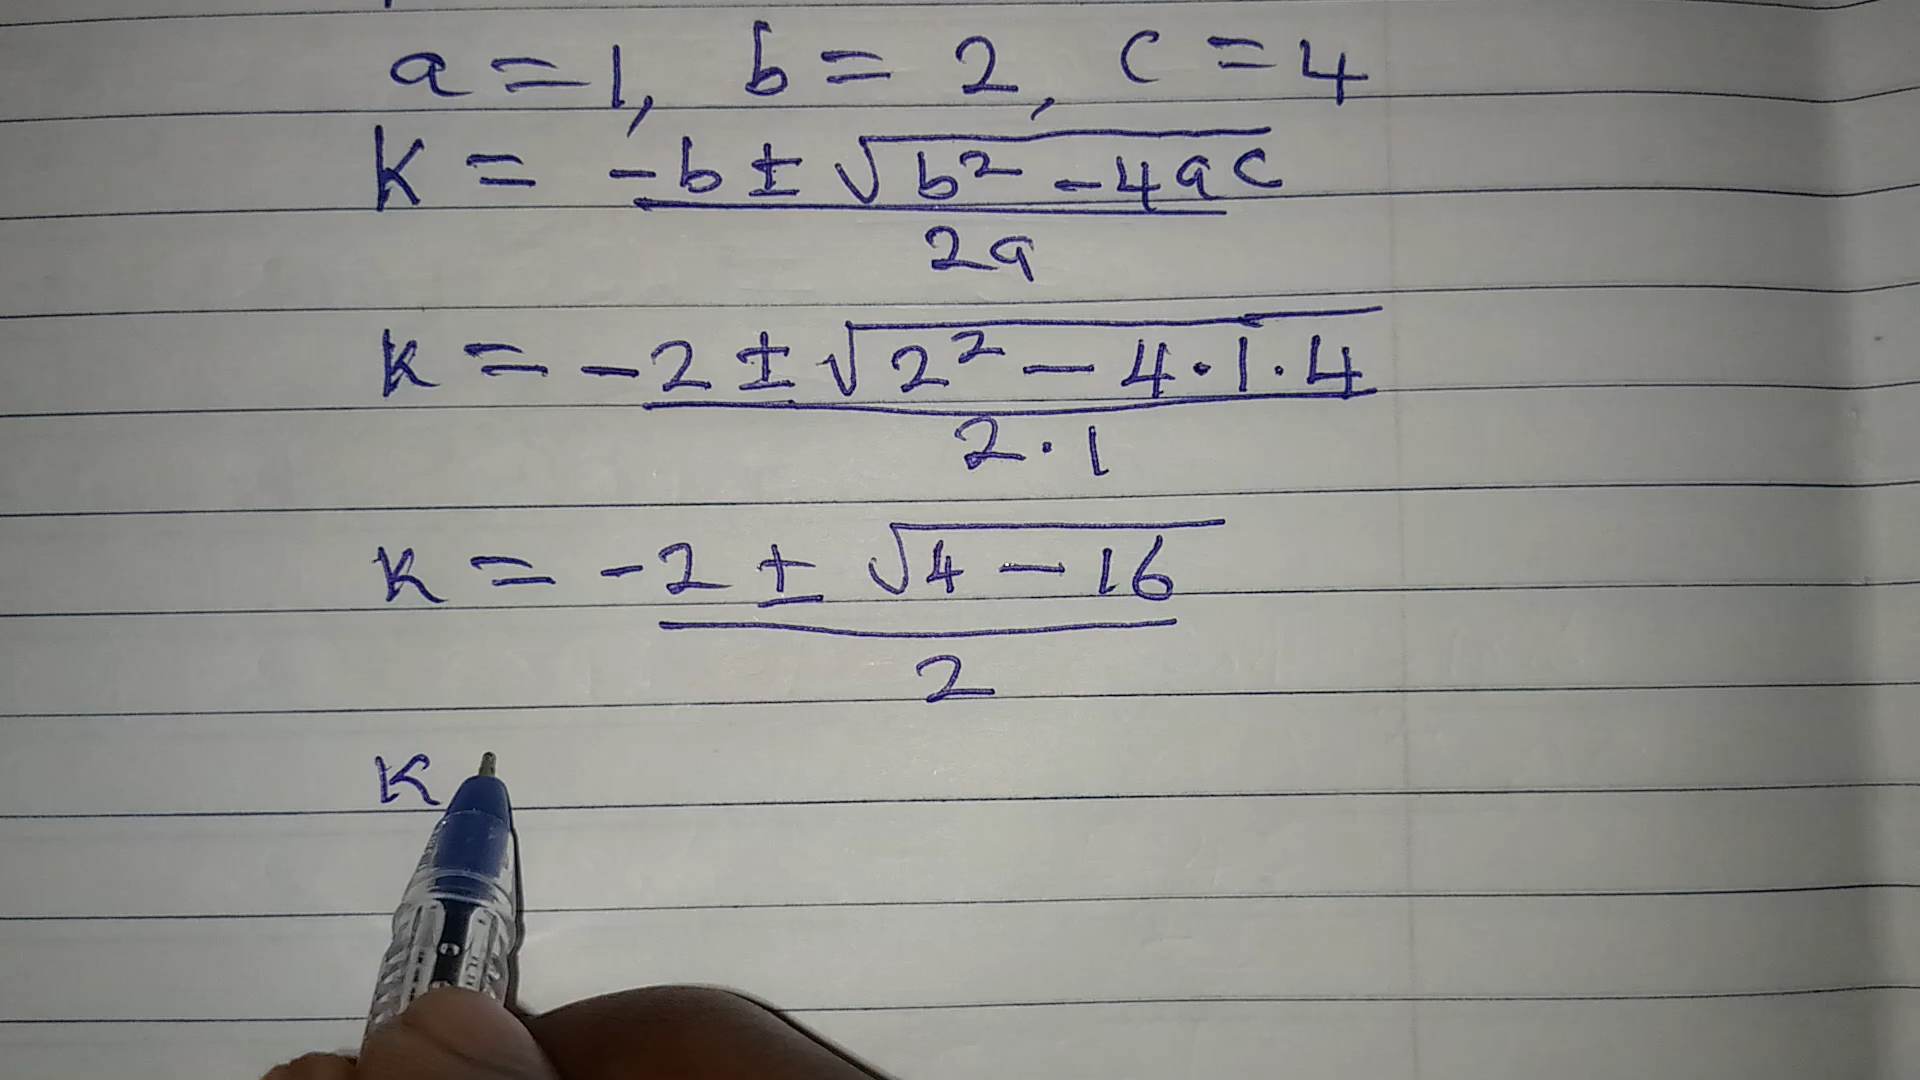 a = 1, b = 2, c = 4
K = -b ± √b² - 4ac
2a
K = -2 ± √2² - 4·1·4
2·1
K = -2 ± √4 - 16
2
K